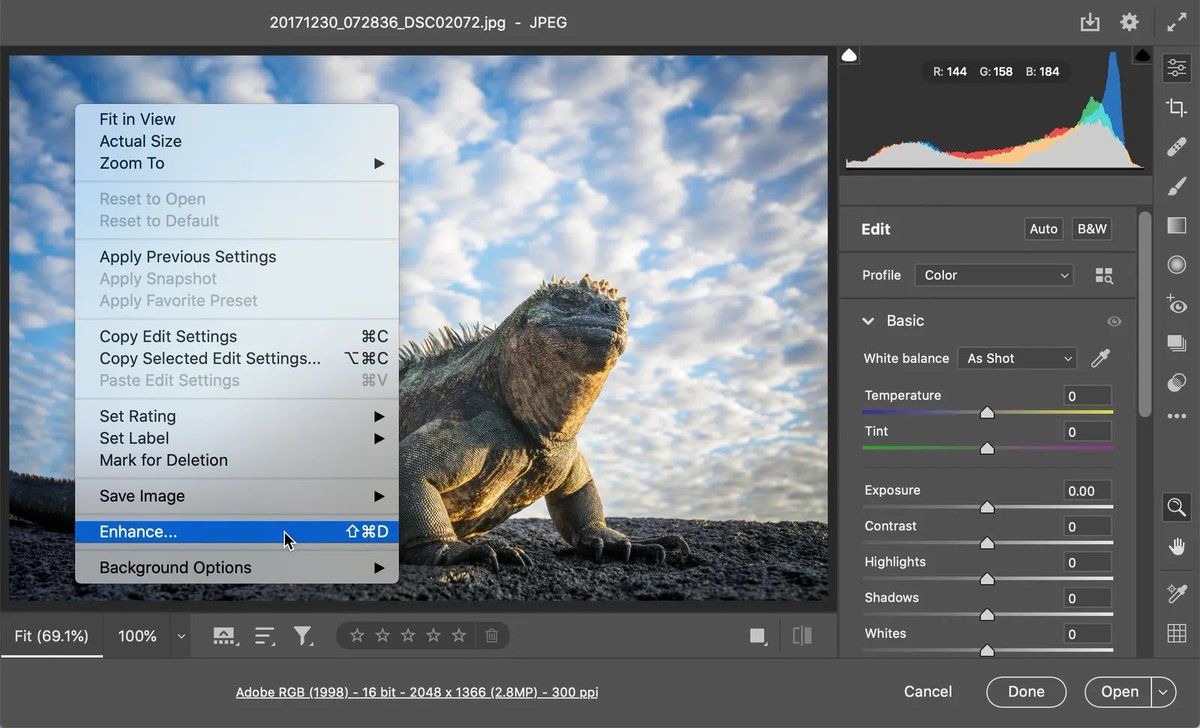 20171230_072836_DSC02072.jpg - JPEG
R: 144 G: 158 B: 184
Fit in View
Actual Size
Zoom To
Reset to Open
Reset to Default
Apply Previous Settings
Apply Snapshot
Apply Favorite Preset
Copy Edit Settings ⌘C
Copy Selected Edit Settings... ⌥⌘C
Paste Edit Settings ⌘V
Set Rating
Set Label
Mark for Deletion
Save Image
Enhance... ⇧⌘D
Background Options
Edit Auto B&W
Profile Color
Basic
White balance As Shot
Temperature 0
Tint 0
Exposure 0.00
Contrast 0
Highlights 0
Shadows 0
Whites 0
Fit (69.1%) 100%
Adobe RGB (1998) - 16 bit - 2048 x 1366 (2.8MP) - 300 ppi
Cancel Done Open